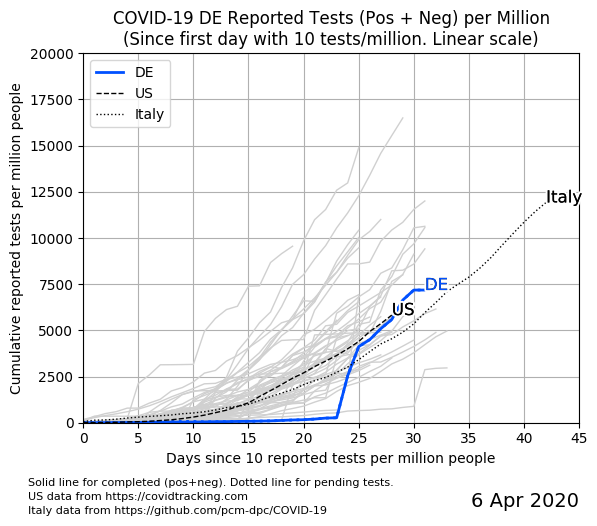 COVID-19 DE Reported Tests (Pos + Neg) per Million
(Since first day with 10 tests/million. Linear scale)
Cumulative reported tests per million people
20000
17500
15000
12500
10000
7500
5000
2500
0
DE
US
Italy
Italy
DE
US
0 5 10 15 20 25 30 35 40 45
Days since 10 reported tests per million people
Solid line for completed (pos+neg). Dotted line for pending tests.
US data from https://covidtracking.com
Italy data from https://github.com/pcm-dpc/COVID-19
6 Apr 2020